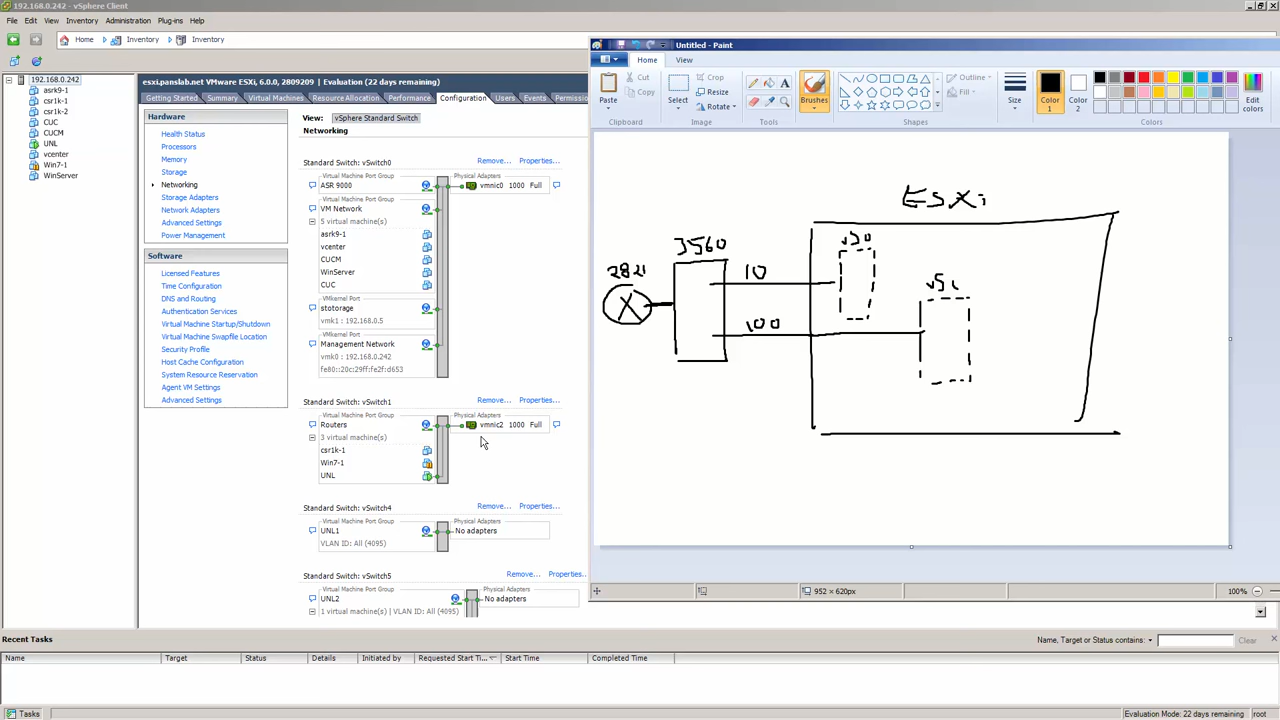 192.168.0.242 - vSphere Client
File Edit View Inventory Administration Plug-ins Help
Home Inventory Inventory
192.168.0.242
asrk9-1
csr1k-1
csr1k-2
CUC
CUCM
UNL
vcenter
Win7-1
WinServer
esxi.panslab.net VMware ESXi, 6.0.0, 2809209 | Evaluation (22 days remaining)
Getting Started Summary Virtual Machines Resource Allocation Performance Configuration Users Events Permissio
Hardware
Health Status
Processors
Memory
Storage
Networking
Storage Adapters
Network Adapters
Advanced Settings
Power Management
Software
Licensed Features
Time Configuration
DNS and Routing
Authentication Services
Virtual Machine Startup/Shutdown
Virtual Machine Swapfile Location
Security Profile
Host Cache Configuration
System Resource Reservation
Agent VM Settings
Advanced Settings
View: vSphere Standard Switch
Networking
Standard Switch: vSwitch0 Remove... Properties...
Virtual Machine Port Group Physical Adapters
ASR 9000 vmnic0 1000 Full
Virtual Machine Port Group
VM Network
5 virtual machine(s)
asrk9-1
vcenter
CUCM
WinServer
CUC
VMkernel Port
stotorage
vmk1 : 192.168.0.5
VMkernel Port
Management Network
vmk0 : 192.168.0.242
fe80::20c:29ff:fe2f:d653
Standard Switch: vSwitch1 Remove... Properties...
Virtual Machine Port Group Physical Adapters
Routers vmnic2 1000 Full
3 virtual machine(s)
csr1k-1
Win7-1
UNL
Standard Switch: vSwitch4 Remove... Properties...
Virtual Machine Port Group Physical Adapters
UNL1 No adapters
VLAN ID: All (4095)
Standard Switch: vSwitch5 Remove... Properties..
Virtual Machine Port Group Physical Adapters
UNL2 No adapters
1 virtual machine(s) | VLAN ID: All (4095)
Untitled - Paint
Home View
Paste Cut Copy
Clipboard
Select Crop Resize Rotate
Image
Tools
Brushes
Shapes
Outline
Fill
Size
Color 1
Color 2
Edit colors
Colors
ESXi
3560
2821
10
100
vS0
vS1
952 × 620px
100%
Recent Tasks
Name, Target or Status contains: Clear
Name Target Status Details Initiated by Requested Start Ti... Start Time Completed Time
Tasks
Evaluation Mode: 22 days remaining root